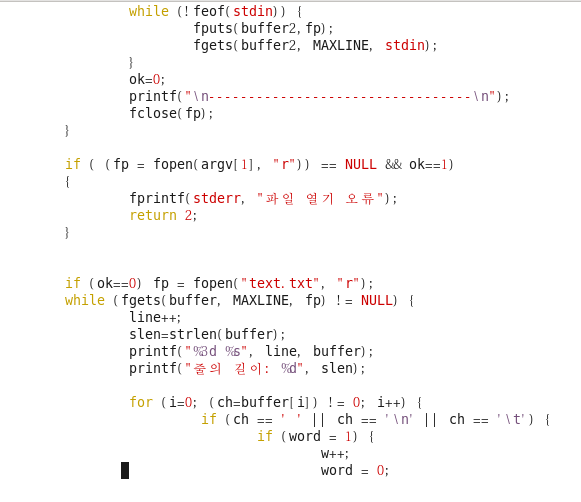 while (!feof(stdin)) {
fputs(buffer2,fp);
fgets(buffer2, MAXLINE, stdin);
}
ok=0;
printf("\n---------------------------------\n");
fclose(fp);
}
if ( (fp = fopen(argv[1], "r")) == NULL && ok==1)
{
fprintf(stderr, "파일 열기 오류");
return 2;
}
if (ok==0) fp = fopen("text.txt", "r");
while (fgets(buffer, MAXLINE, fp) != NULL) {
line++;
slen=strlen(buffer);
printf("%3d %s", line, buffer);
printf("줄의 길이: %d", slen);
for (i=0; (ch=buffer[i]) != 0; i++) {
if (ch == ' ' || ch == '\n' || ch == '\t') {
if (word = 1) {
w++;
word = 0;